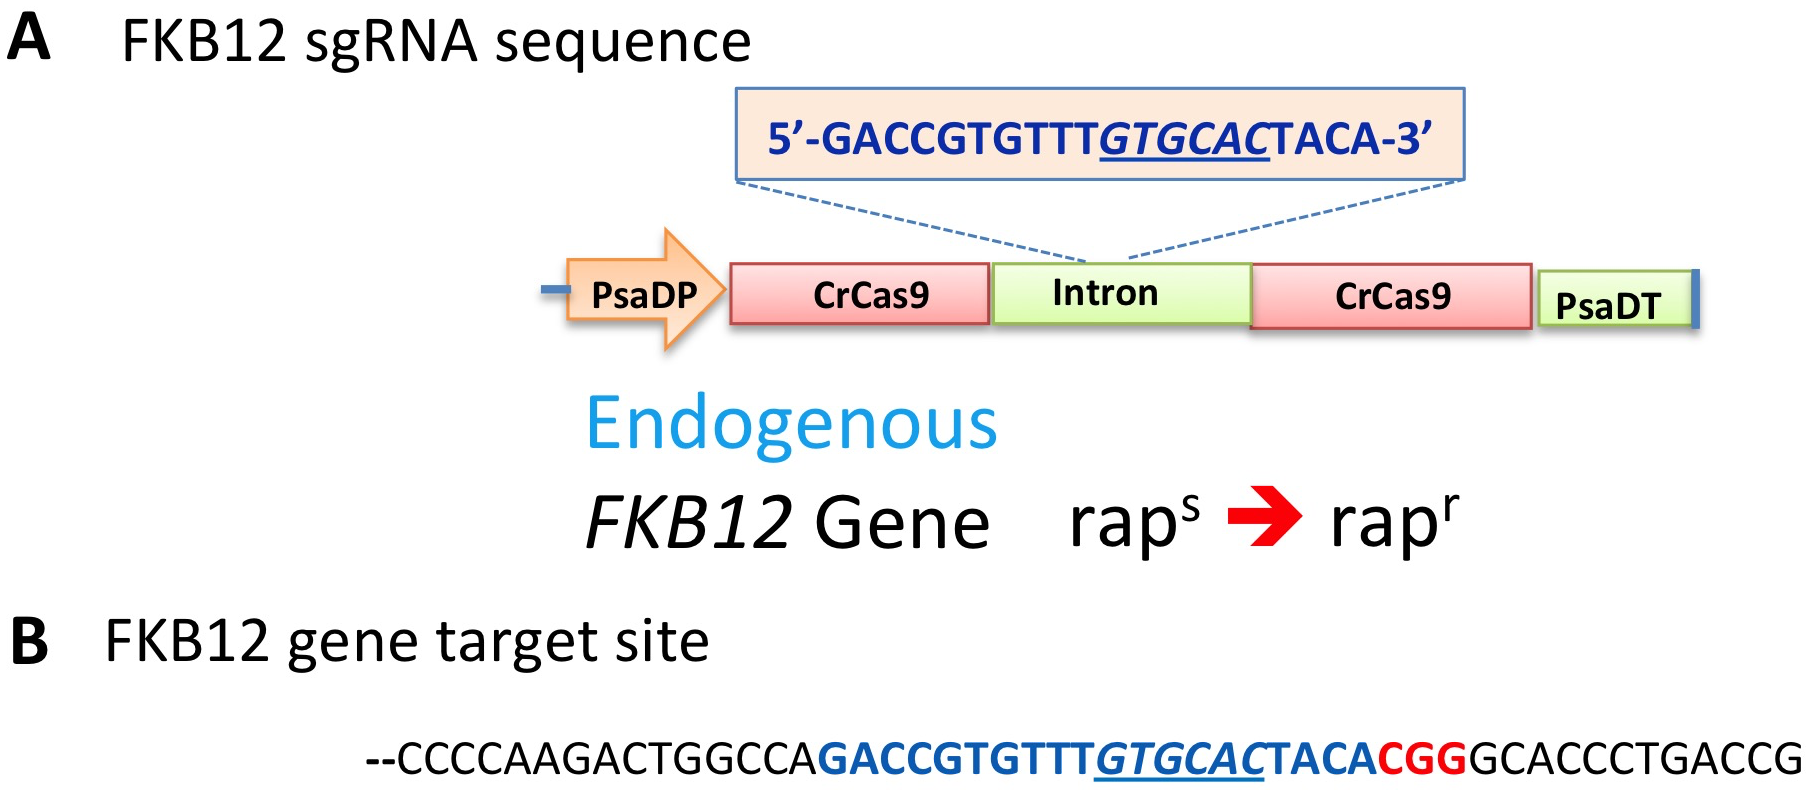 A FKB12 sgRNA sequence
5’-GACCGTGTTTGTGCACTACA-3’
PsaDP CrCas9 Intron CrCas9 PsaDT
Endogenous
FKB12 Gene rapˢ ➔ rapʳ
B FKB12 gene target site
--CCCCAAGACTGGCCAGACCGTGTTTGTGCACTACACGGGCACCCTGACCG